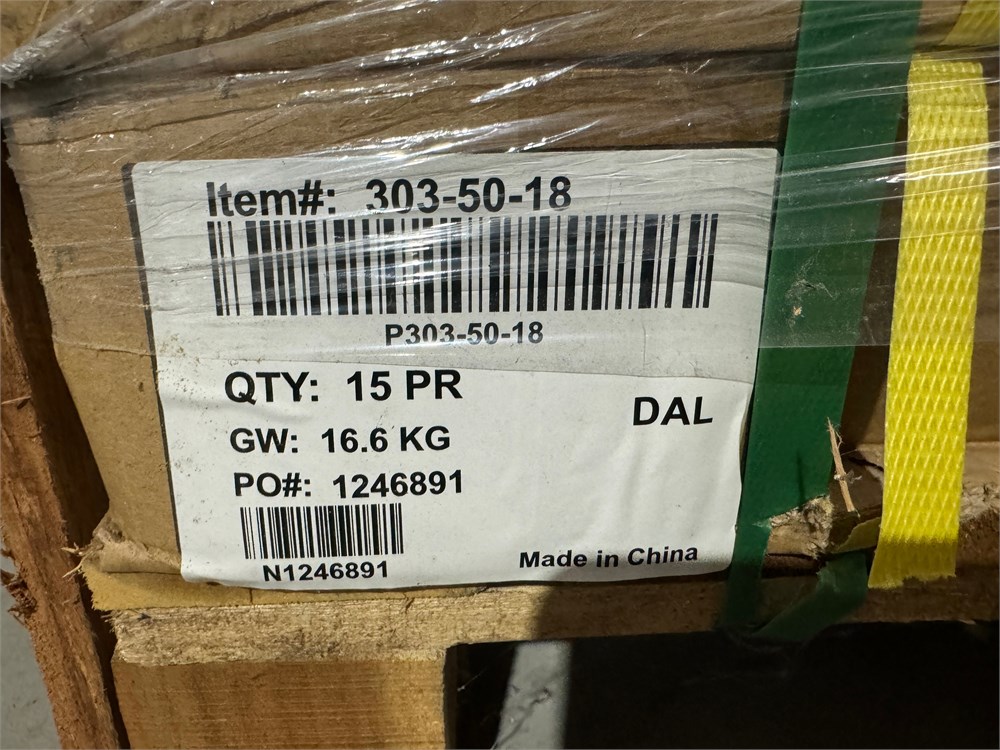 Item#: 303-50-18
P303-50-18
QTY: 15 PR
DAL
GW: 16.6 KG
PO#: 1246891
N1246891
Made in China